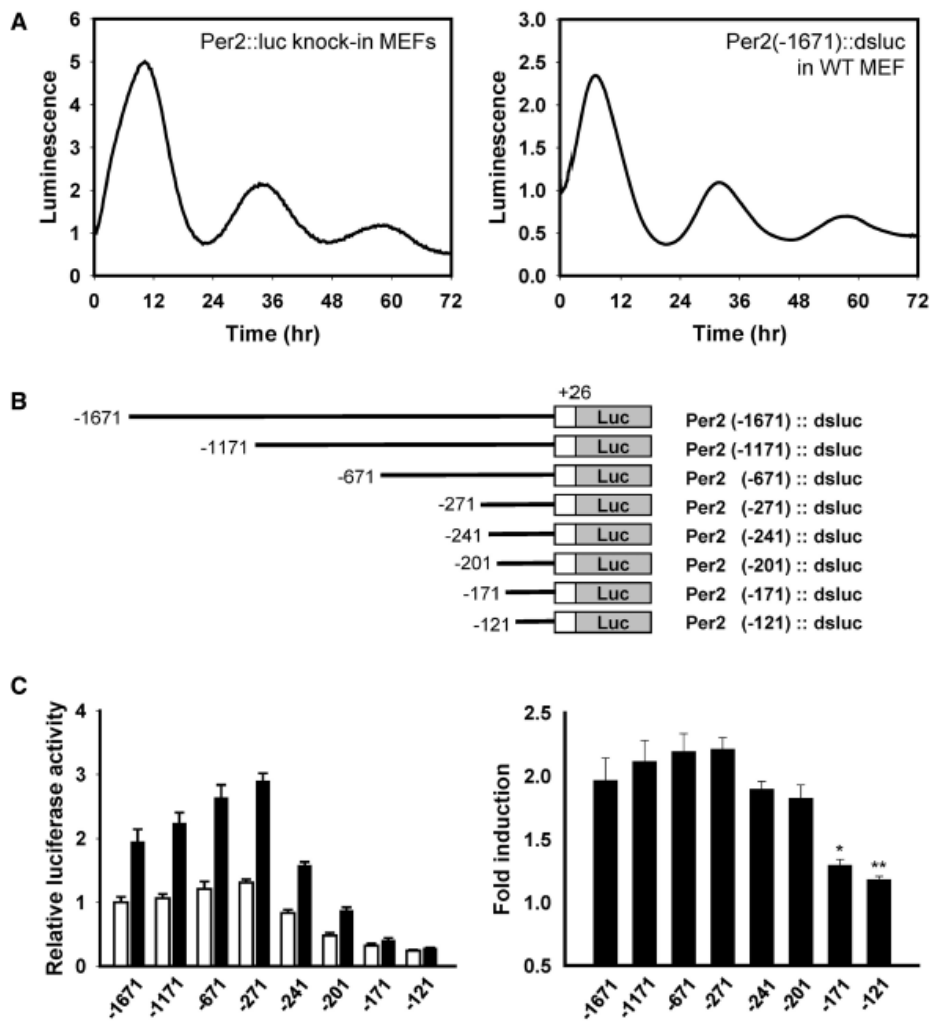 A
Per2::luc knock-in MEFs
Luminescence
6
5
4
3
2
1
0
0 12 24 36 48 60 72
Time (hr)
Per2(-1671)::dsluc
in WT MEF
Luminescence
3.0
2.5
2.0
1.5
1.0
0.5
0.0
0 12 24 36 48 60 72
Time (hr)
B
+26
-1671 Luc Per2 (-1671) :: dsluc
-1171 Luc Per2 (-1171) :: dsluc
-671 Luc Per2 (-671) :: dsluc
-271 Luc Per2 (-271) :: dsluc
-241 Luc Per2 (-241) :: dsluc
-201 Luc Per2 (-201) :: dsluc
-171 Luc Per2 (-171) :: dsluc
-121 Luc Per2 (-121) :: dsluc
C
Relative luciferase activity
4
3
2
1
0
-1671 -1171 -671 -271 -241 -201 -171 -121
Fold induction
2.5
2.0
1.5
1.0
0.5
* **
-1671 -1171 -671 -271 -241 -201 -171 -121